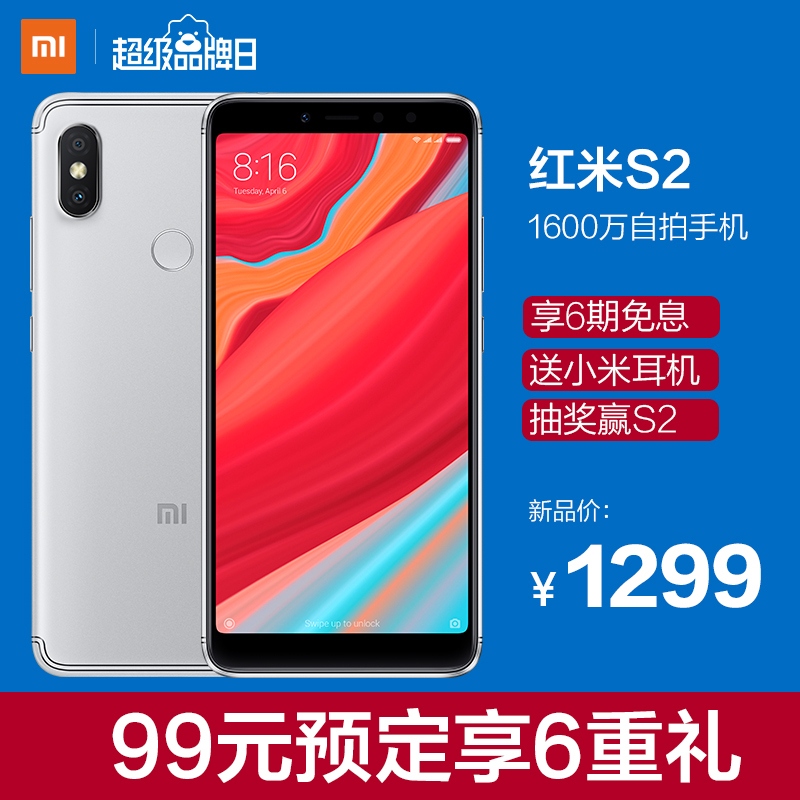 mi
超级品牌日
8:16
Tuesday, April 6
红米S2
1600万自拍手机
享6期免息
送小米耳机
抽奖赢S2
mi
新品价:
¥1299
Swipe up to unlock
99元预定享6重礼